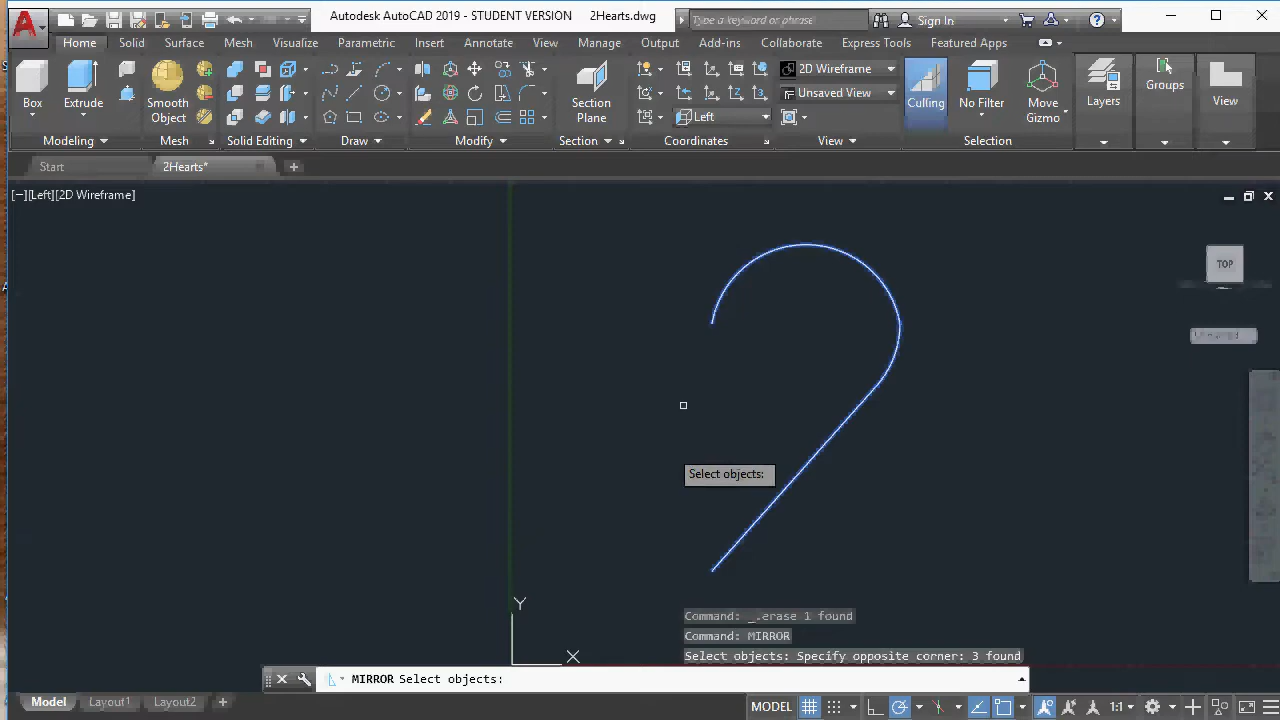 Autodesk AutoCAD 2019 - STUDENT VERSION 2Hearts.dwg Type a keyword or phrase Sign In
Home Solid Surface Mesh Visualize Parametric Insert Annotate View Manage Output Add-ins Collaborate Express Tools Featured Apps
2D Wireframe
Unsaved View
Box Extrude Smooth Object Section Plane Left Culling No Filter Move Gizmo Layers Groups View
Modeling Mesh Solid Editing Draw Modify Section Coordinates View Selection
Start 2Hearts*
[−][Left][2D Wireframe]
TOP
Select objects:
Y
X
Command: _.erase 1 found
Command: MIRROR
Select objects: Specify opposite corner: 3 found
MIRROR Select objects:
Model Layout1 Layout2 MODEL 1:1